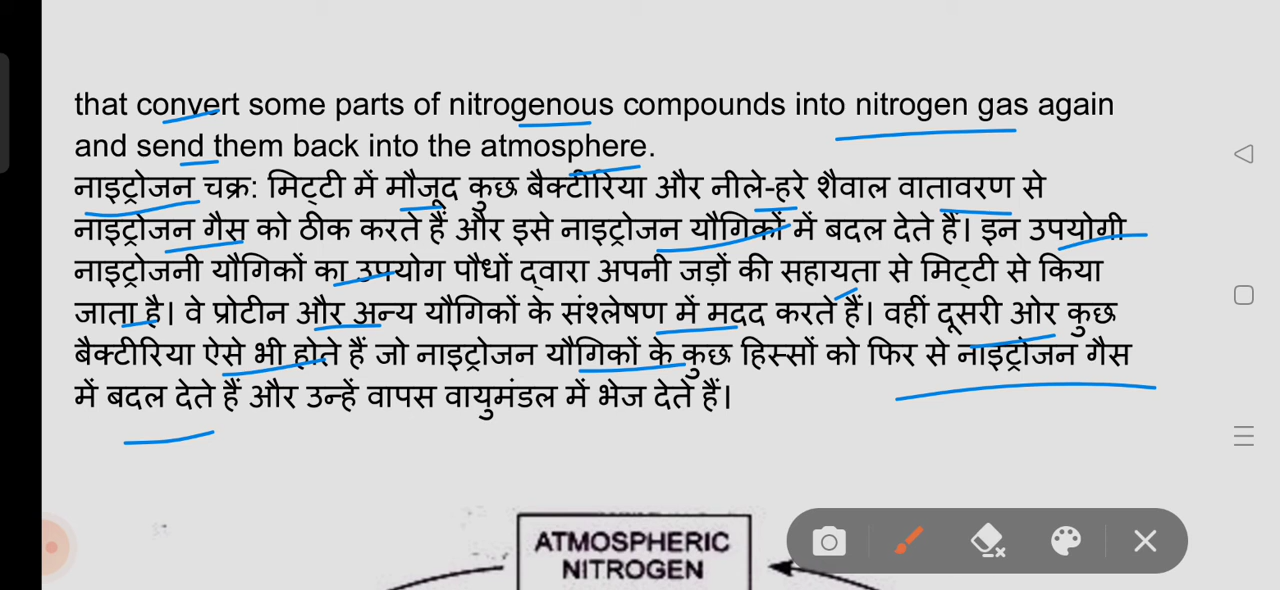 that convert some parts of nitrogenous compounds into nitrogen gas again
and send them back into the atmosphere.
नाइट्रोजन चक्र: मिट्टी में मौजूद कुछ बैक्टीरिया और नीले-हरे शैवाल वातावरण से
नाइट्रोजन गैस को ठीक करते हैं और इसे नाइट्रोजन यौगिकों में बदल देते हैं। इन उपयोगी
नाइट्रोजनी यौगिकों का उपयोग पौधों द्वारा अपनी जड़ों की सहायता से मिट्टी से किया
जाता है। वे प्रोटीन और अन्य यौगिकों के संश्लेषण में मदद करते हैं। वहीं दूसरी ओर कुछ
बैक्टीरिया ऐसे भी होते हैं जो नाइट्रोजन यौगिकों के कुछ हिस्सों को फिर से नाइट्रोजन गैस
में बदल देते हैं और उन्हें वापस वायुमंडल में भेज देते हैं।
ATMOSPHERIC
NITROGEN